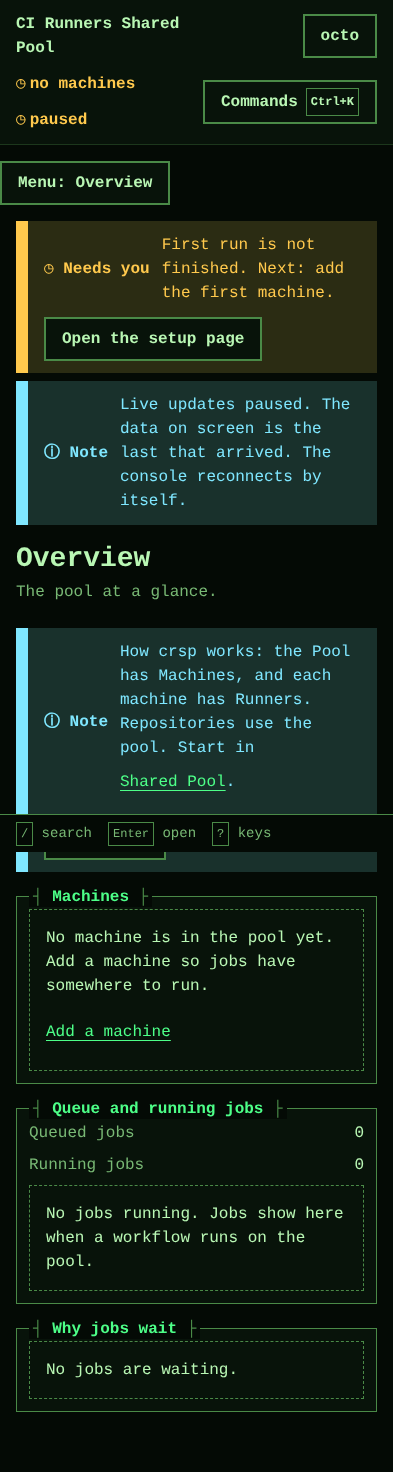 CI Runners Shared
Pool
octo
◷ no machines
Commands Ctrl+K
◷ paused
Menu: Overview
◷ Needs you
First run is not
finished. Next: add
the first machine.
Open the setup page
ⓘ Note
Live updates paused. The
data on screen is the
last that arrived. The
console reconnects by
itself.
Overview
The pool at a glance.
ⓘ Note
How crsp works: the Pool
has Machines, and each
machine has Runners.
Repositories use the
pool. Start in
Shared Pool.
/ search Enter open ? keys
Machines
No machine is in the pool yet.
Add a machine so jobs have
somewhere to run.
Add a machine
Queue and running jobs
Queued jobs 0
Running jobs 0
No jobs running. Jobs show here
when a workflow runs on the
pool.
Why jobs wait
No jobs are waiting.